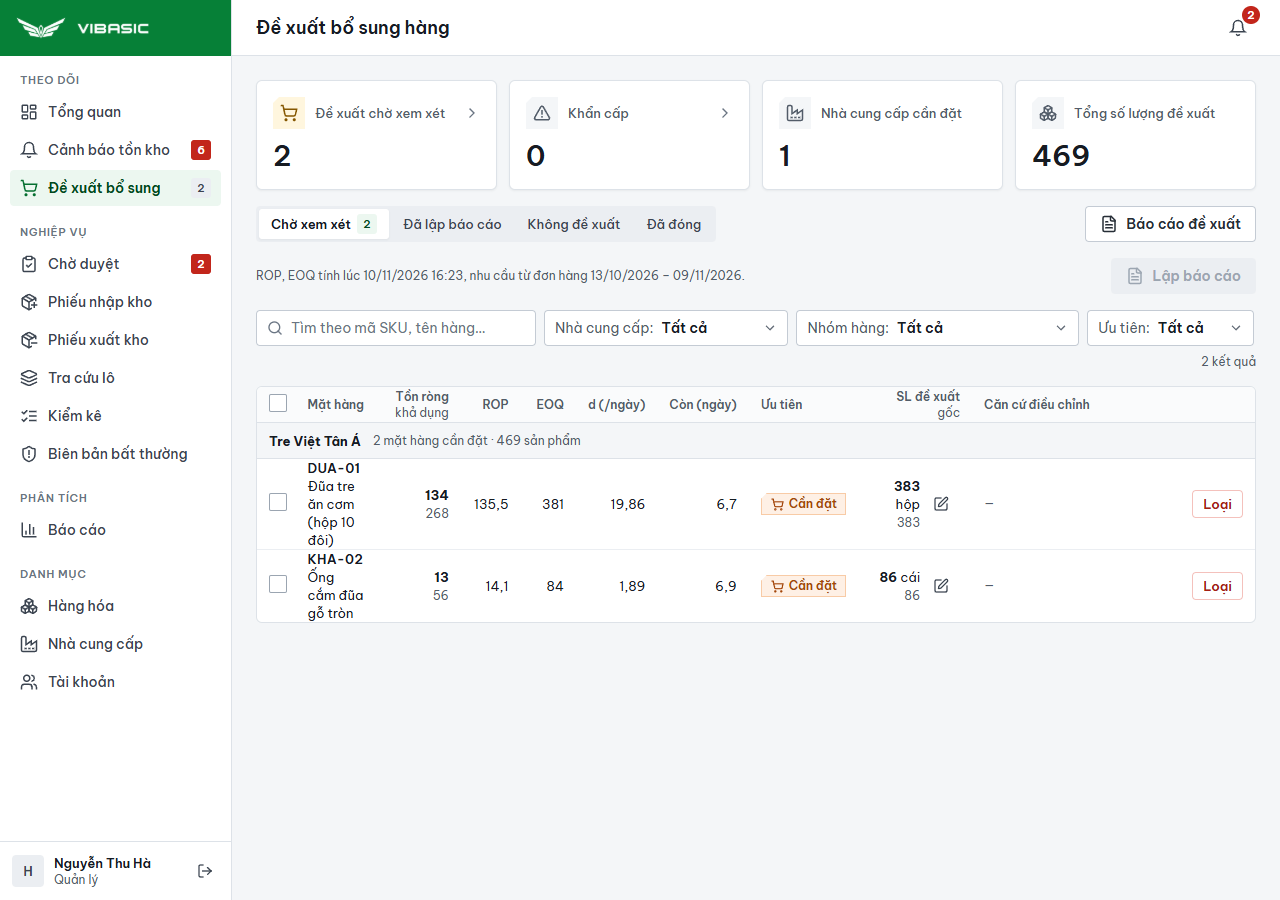 VIBASIC
Đề xuất bổ sung hàng
2
THEO DÕI
Tổng quan
Cảnh báo tồn kho 6
Đề xuất bổ sung 2
NGHIỆP VỤ
Chờ duyệt 2
Phiếu nhập kho
Phiếu xuất kho
Tra cứu lô
Kiểm kê
Biên bản bất thường
PHÂN TÍCH
Báo cáo
DANH MỤC
Hàng hóa
Nhà cung cấp
Tài khoản
H
Nguyễn Thu Hà
Quản lý
Đề xuất chờ xem xét
2
Khẩn cấp
0
Nhà cung cấp cần đặt
1
Tổng số lượng đề xuất
469
Chờ xem xét 2 Đã lập báo cáo Không đề xuất Đã đóng
Báo cáo đề xuất
ROP, EOQ tính lúc 10/11/2026 16:23, nhu cầu từ đơn hàng 13/10/2026 – 09/11/2026.
Lập báo cáo
Tìm theo mã SKU, tên hàng...
Nhà cung cấp: Tất cả
Nhóm hàng: Tất cả
Ưu tiên: Tất cả
2 kết quả
Mặt hàng
Tồn ròng
khả dụng
ROP
EOQ
d (/ngày)
Còn (ngày)
Ưu tiên
SL đề xuất
gốc
Căn cứ điều chỉnh
Tre Việt Tân Á 2 mặt hàng cần đặt · 469 sản phẩm
DUA-01
Đũa tre
ăn cơm
(hộp 10
đôi)
134
268
135,5
381
19,86
6,7
Cần đặt
383
hộp
383
–
Loại
KHA-02
Ống
cắm đũa
gỗ tròn
13
56
14,1
84
1,89
6,9
Cần đặt
86 cái
86
–
Loại